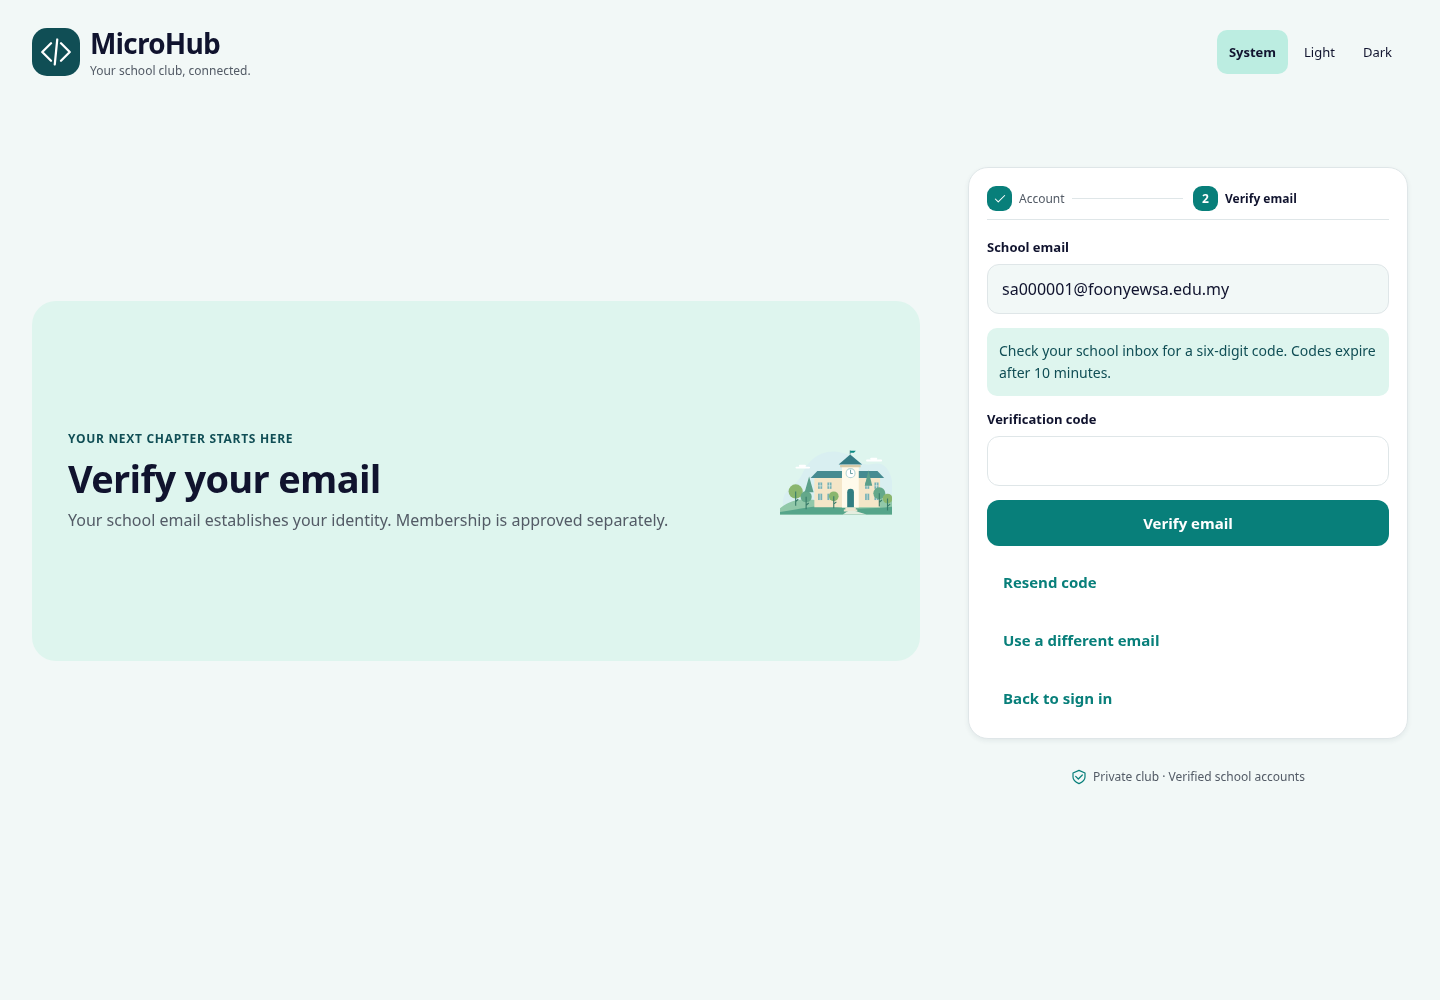 MicroHub
Your school club, connected.
System
Light
Dark
YOUR NEXT CHAPTER STARTS HERE
Verify your email
Your school email establishes your identity. Membership is approved separately.
Account
2
Verify email
School email
sa000001@foonyewsa.edu.my
Check your school inbox for a six-digit code. Codes expire
after 10 minutes.
Verification code
Verify email
Resend code
Use a different email
Back to sign in
Private club · Verified school accounts